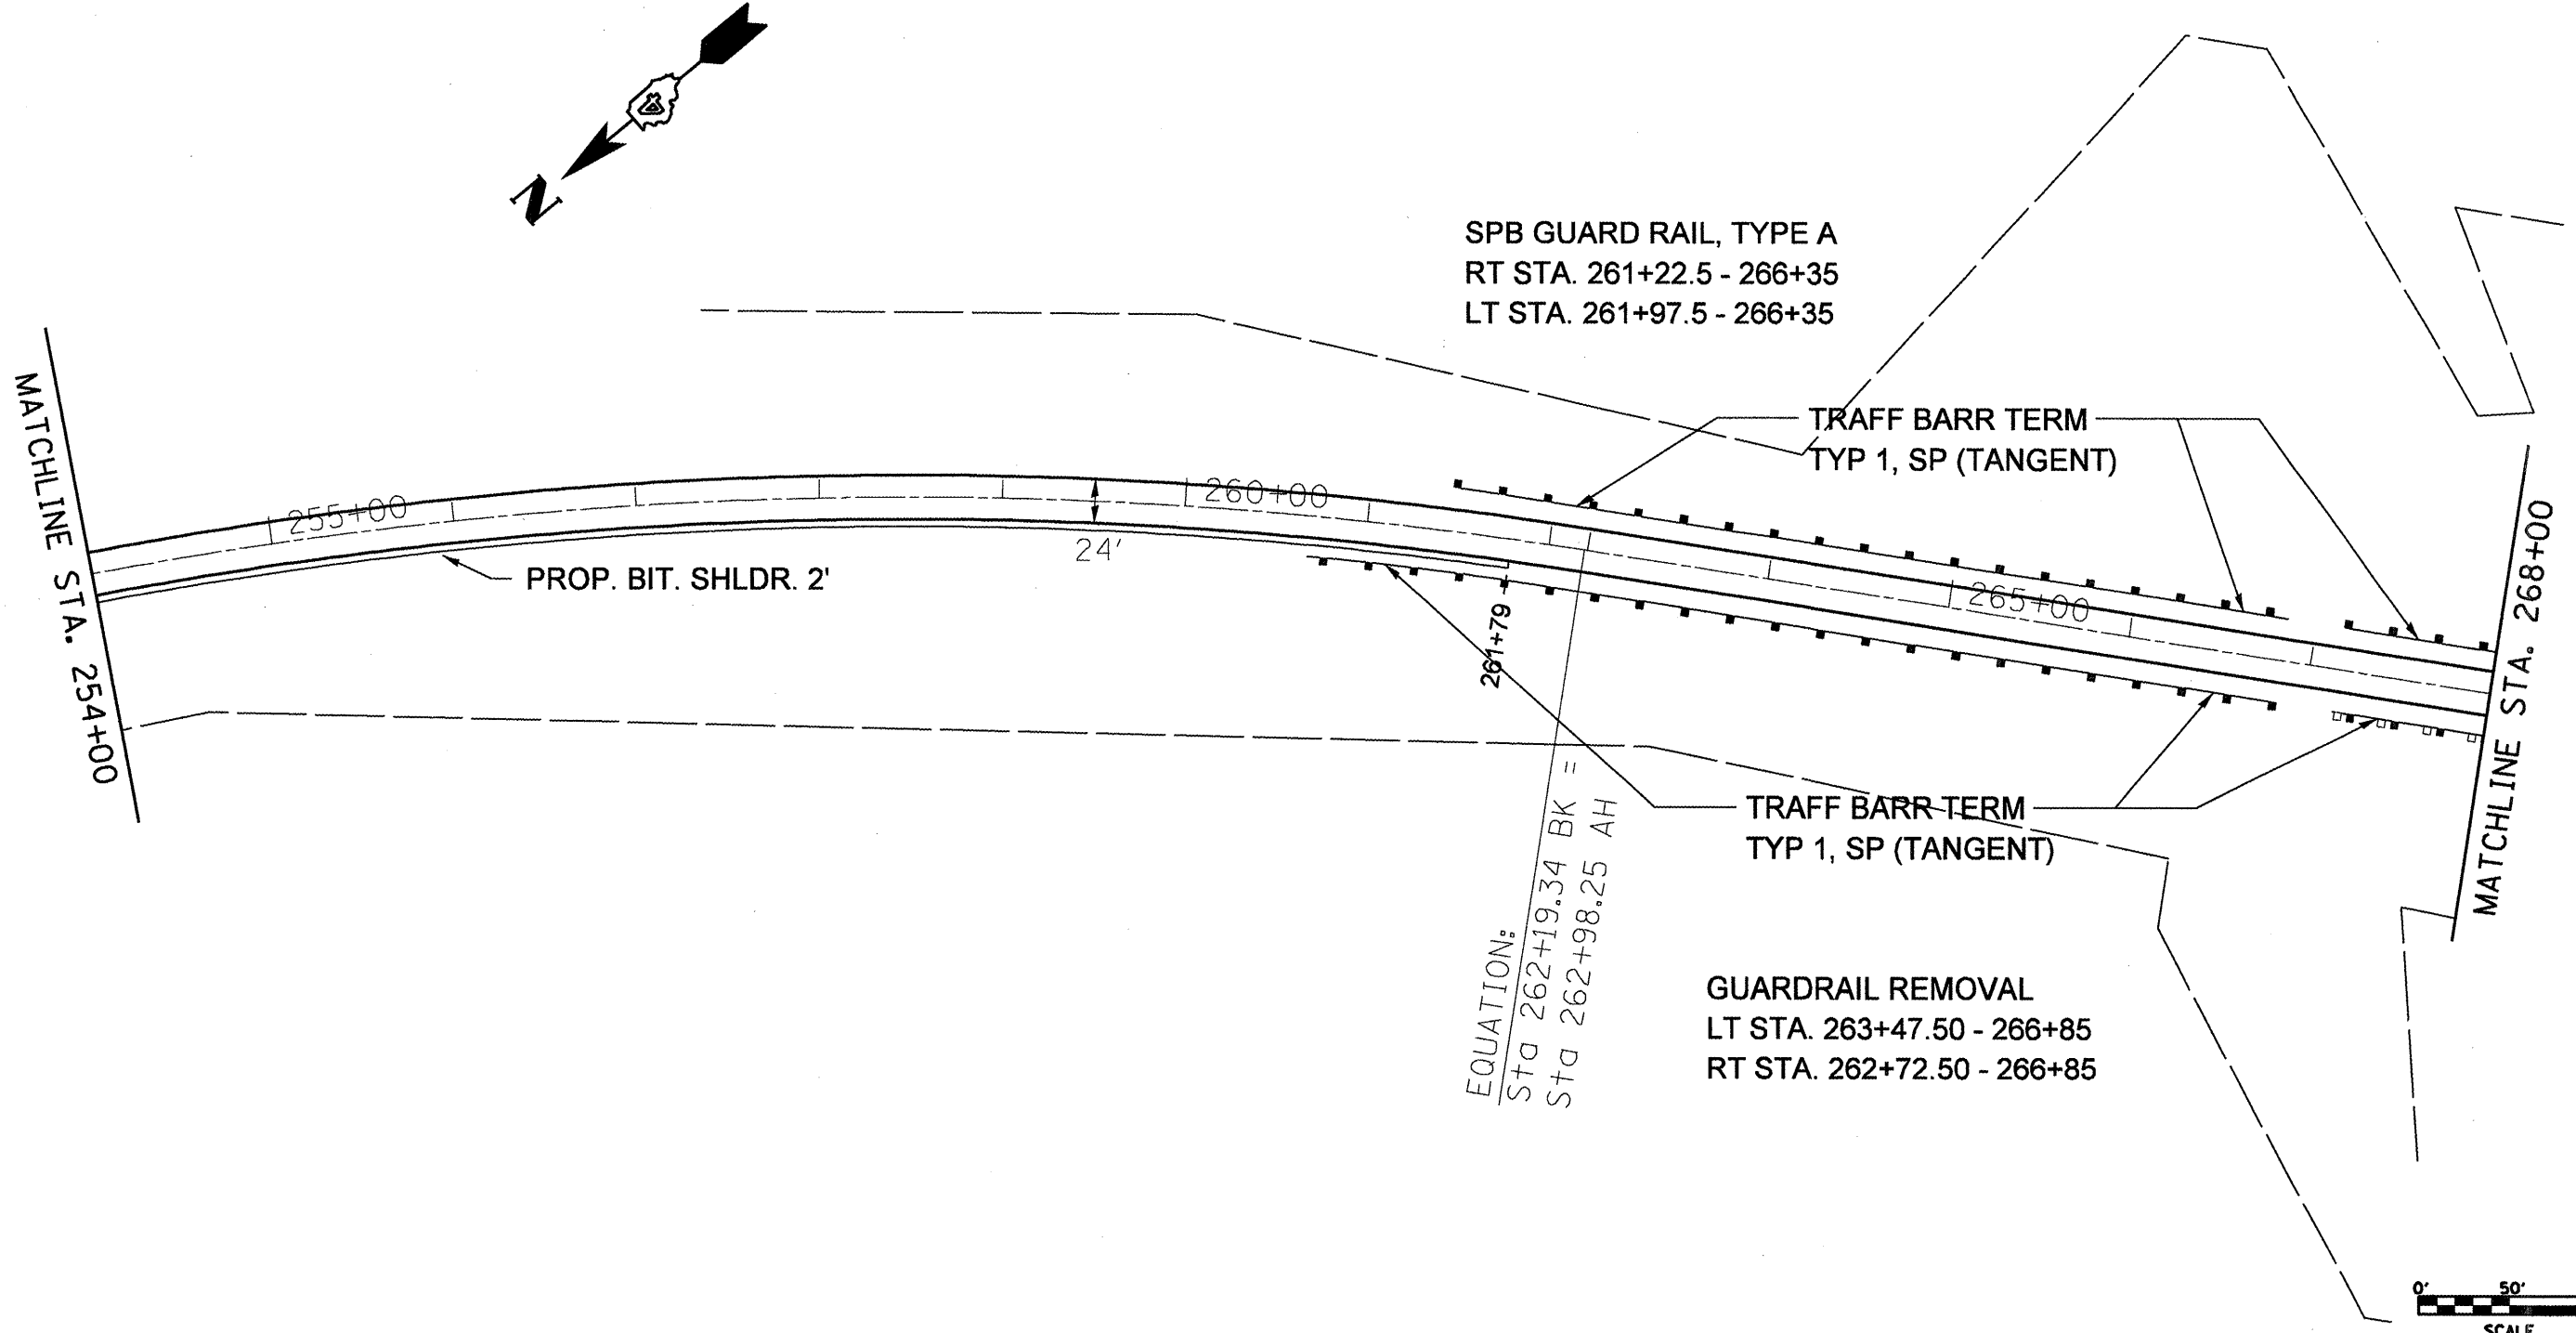 N
SPB GUARD RAIL, TYPE A
RT STA. 261+22.5 - 266+35
LT STA. 261+97.5 - 266+35
MATCHLINE STA. 254+00
TRAFF BARR TERM
TYP 1, SP (TANGENT)
255+00
260+00
24'
PROP. BIT. SHLDR. 2'
265+00
261+79
MATCHLINE STA. 268+00
TRAFF BARR TERM
TYP 1, SP (TANGENT)
EQUATION:
Sta 262+19.34 BK =
Sta 262+98.25 AH
GUARDRAIL REMOVAL
LT STA. 263+47.50 - 266+85
RT STA. 262+72.50 - 266+85
0' 50'
SCALE